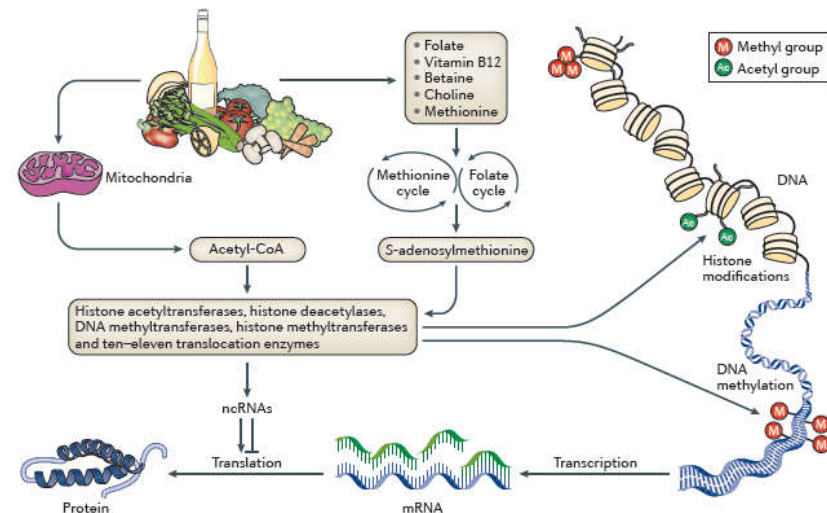 • Folate
• Vitamin B12
• Betaine
• Choline
• Methionine
M Methyl group
Ac Acetyl group
M
M
M
Mitochondria
Methionine
cycle
Folate
cycle
DNA
Ac
Ac
Histone
modifications
Acetyl-CoA
S-adenosylmethionine
Histone acetyltransferases, histone deacetylases,
DNA methyltransferases, histone methyltransferases
and ten–eleven translocation enzymes
DNA
methylation
M
M
M
M
ncRNAs
Translation
Transcription
Protein
mRNA